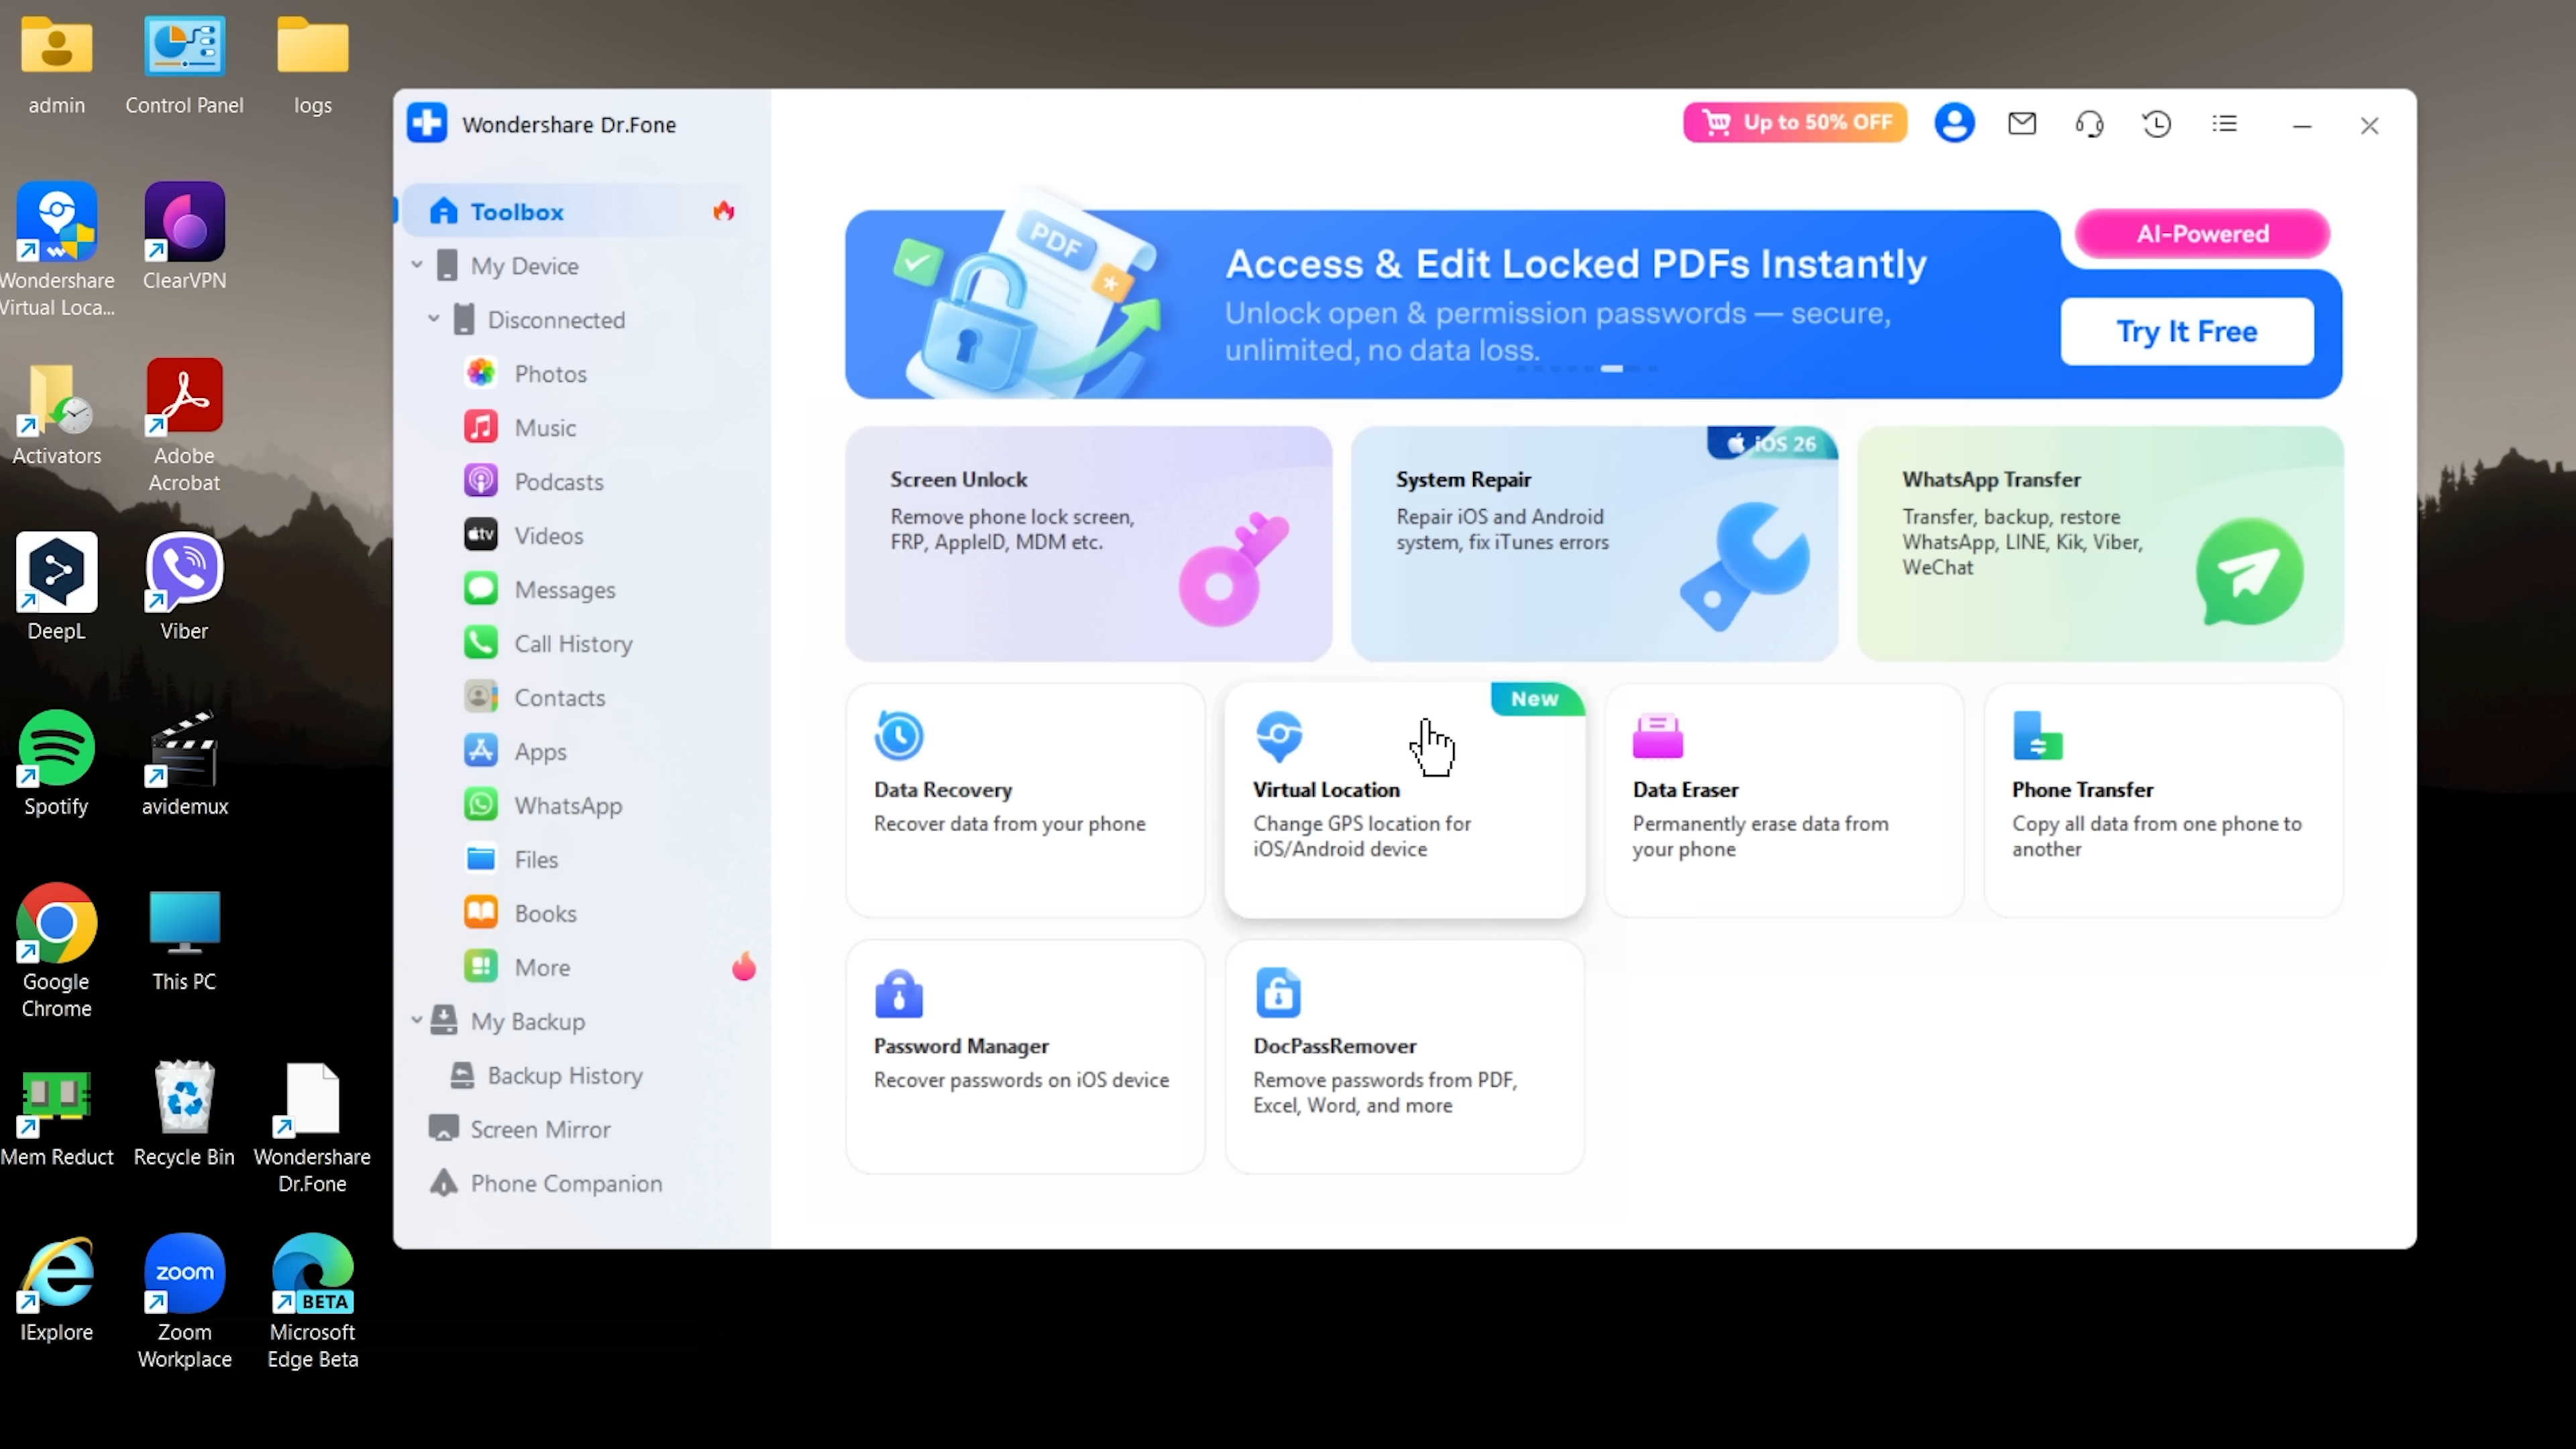 admin
Control Panel
logs
Wondershare
Virtual Loca...
ClearVPN
Activators
Adobe
Acrobat
DeepL
Viber
Spotify
avidemux
Google
Chrome
This PC
Mem Reduct
Recycle Bin
Wondershare
Dr.Fone
IExplore
zoom
Zoom
Workplace
BETA
Microsoft
Edge Beta
Wondershare Dr.Fone
Up to 50% OFF
Toolbox
My Device
Disconnected
Photos
Music
Podcasts
tv
Videos
Messages
Call History
Contacts
Apps
WhatsApp
Files
Books
More
My Backup
Backup History
Screen Mirror
Phone Companion
PDF
Access & Edit Locked PDFs Instantly
Unlock open & permission passwords — secure,
unlimited, no data loss.
AI-Powered
Try It Free
Screen Unlock
Remove phone lock screen,
FRP, AppleID, MDM etc.
iOS 26
System Repair
Repair iOS and Android
system, fix iTunes errors
WhatsApp Transfer
Transfer, backup, restore
WhatsApp, LINE, Kik, Viber,
WeChat
Data Recovery
Recover data from your phone
New
Virtual Location
Change GPS location for
iOS/Android device
Data Eraser
Permanently erase data from
your phone
Phone Transfer
Copy all data from one phone to
another
Password Manager
Recover passwords on iOS device
DocPassRemover
Remove passwords from PDF,
Excel, Word, and more